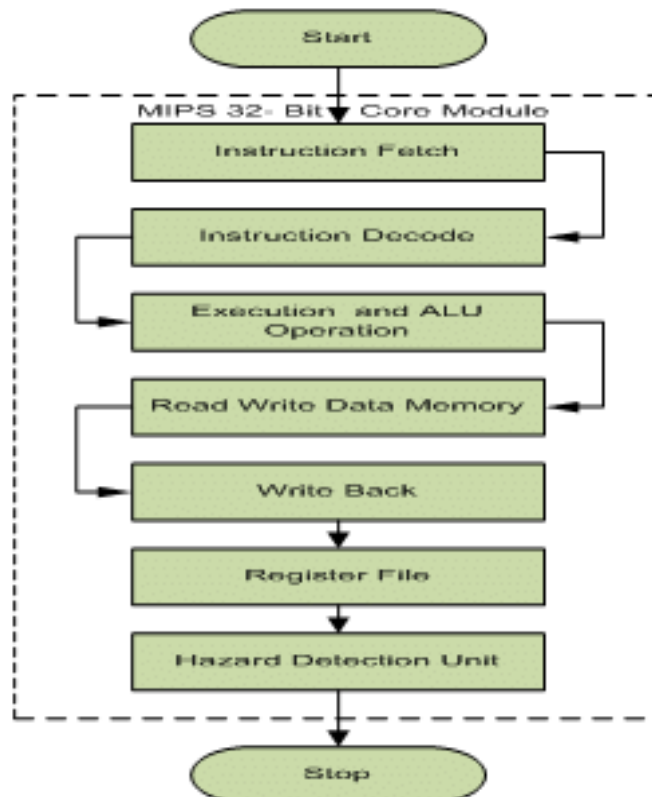 Start
MIPS 32- Bit Core Module
Instruction Fetch
Instruction Decode
Execution and ALU
Operation
Read Write Data Memory
Write Back
Register File
Hazard Detection Unit
Stop